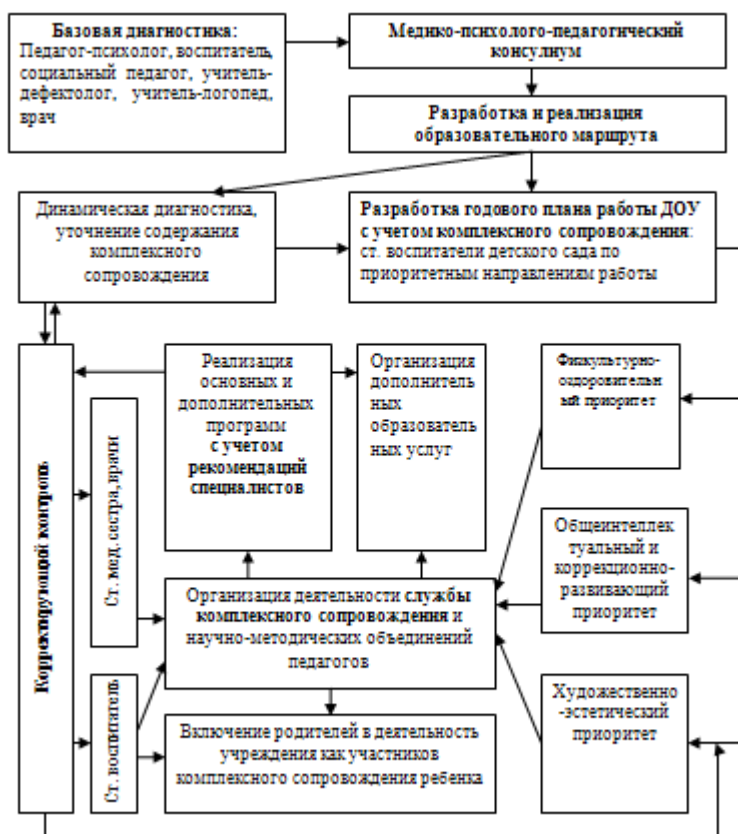 Базовая диагностика:
Педагог-психолог, воспитатель,
социальный педагог, учитель-
дефектолог, учитель-логопед,
врач
Медико-психолого-педагогический
консулиум
Разработка и реализация
образовательного маршрута
Динамическая диагностика,
уточнение содержания
комплексного
сопровождения
Разработка годового плана работы ДОУ
с учетом комплексного сопровождения:
ст. воспитатели детского сада по
приоритетным направлениям работы
Корректирующий контроль
Ст. мед. сестра, врачи
Ст. воспитатель
Реализация
основных и
дополнительных
программ
с учетом
рекомендаций
специалистов
Организация
дополнитель
ных
образователь
ных услуг
Физкультурно-
оздоровительн
ый приоритет
Общеинтеллек
туальный и
коррекционно-
развивающий
приоритет
Организация деятельности службы
комплексного сопровождения и
научно-методических объединений
педагогов
Художественно
-эстетический
приоритет
Включение родителей в деятельность
учреждения как участников
комплексного сопровождения ребенка